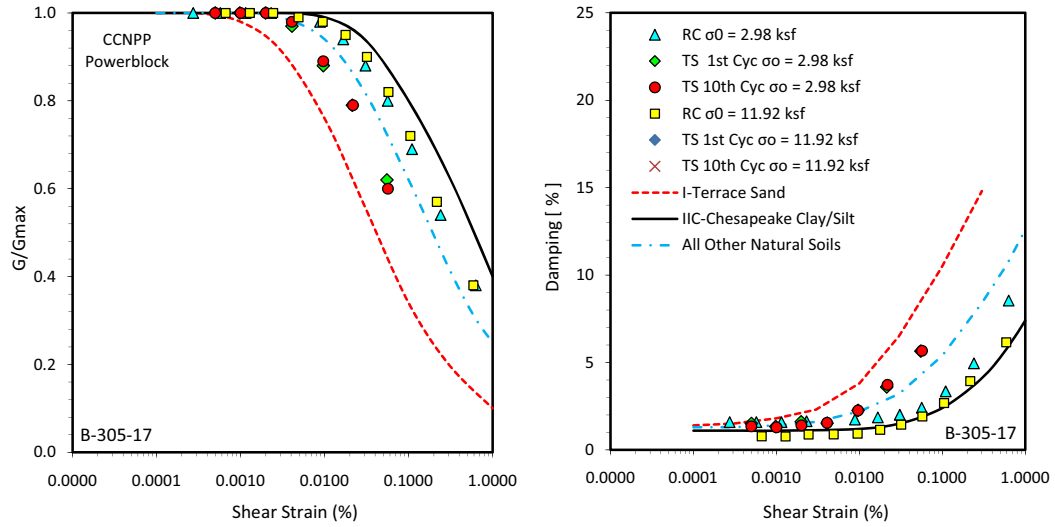 CCNPP
Powerblock
G/Gmax
1.0
0.8
0.6
0.4
0.2
0.0
B-305-17
0.0000 0.0001 0.0010 0.0100 0.1000 1.0000
Shear Strain (%)
Damping [ % ]
25
20
15
10
5
0
RC σ0 = 2.98 ksf
TS 1st Cyc σo = 2.98 ksf
TS 10th Cyc σo = 2.98 ksf
RC σ0 = 11.92 ksf
TS 1st Cyc σo = 11.92 ksf
TS 10th Cyc σo = 11.92 ksf
I-Terrace Sand
IIC-Chesapeake Clay/Silt
All Other Natural Soils
B-305-17
0.0000 0.0001 0.0010 0.0100 0.1000 1.0000
Shear Strain (%)